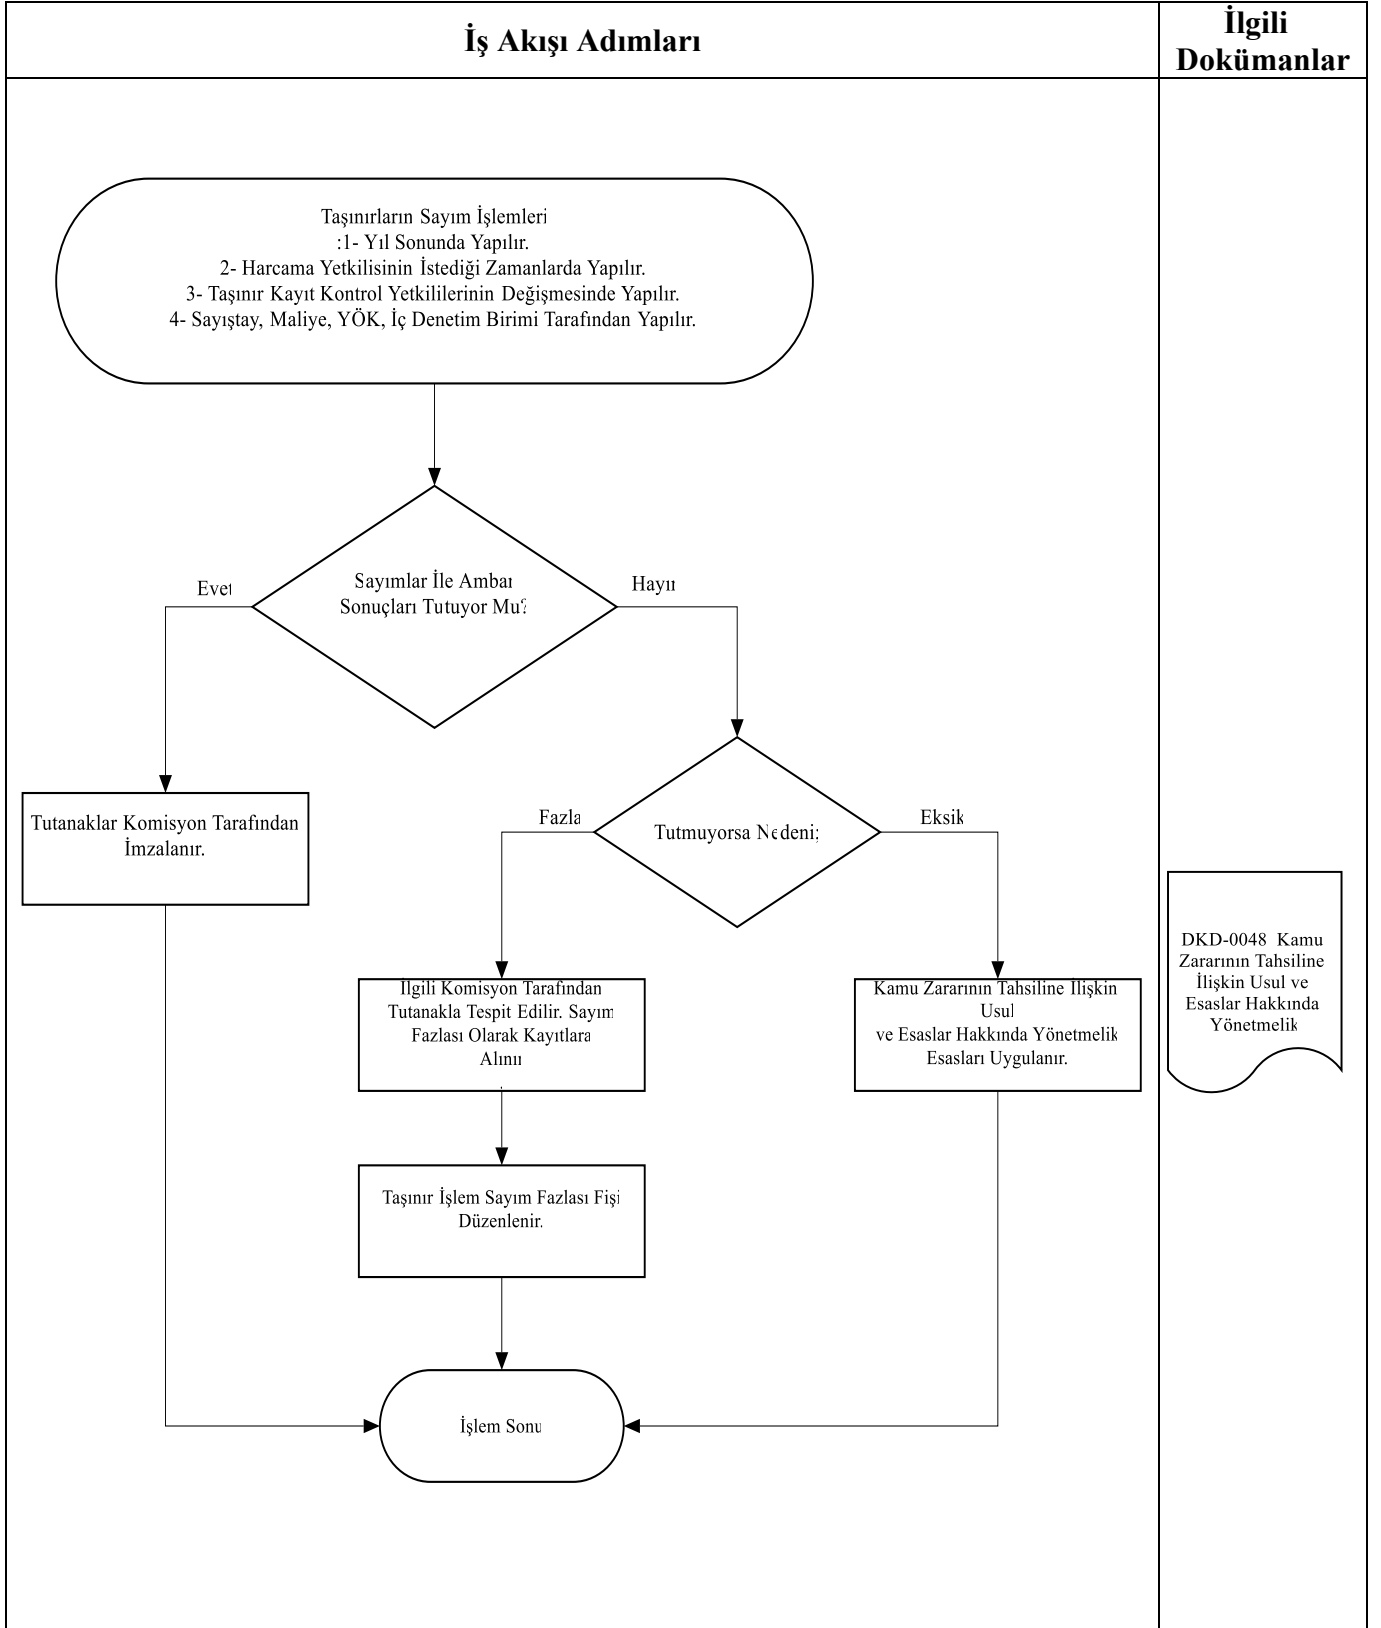 İş Akışı Adımları
İlgili
Dokümanlar
Taşınırların Sayım İşlemleri
:1- Yıl Sonunda Yapılır.
2- Harcama Yetkilisinin İstediği Zamanlarda Yapılır.
3- Taşınır Kayıt Kontrol Yetkililerinin Değişmesinde Yapılır.
4- Sayıştay, Maliye, YÖK, İç Denetim Birimi Tarafından Yapılır.
Sayımlar İle Ambar
Sonuçları Tutuyor Mu?
Evet
Hayır
Tutanaklar Komisyon Tarafından
İmzalanır.
Tutmuyorsa Nedeni;
Fazla
Eksik
İlgili Komisyon Tarafından
Tutanakla Tespit Edilir. Sayım
Fazlası Olarak Kayıtlara
Alınır
.
Kamu Zararının Tahsiline İlişkin
Usul
ve Esaslar Hakkında Yönetmelik
Esasları Uygulanır.
DKD-0048 Kamu
Zararının Tahsiline
İlişkin Usul ve
Esaslar Hakkında
Yönetmelik
Taşınır İşlem Sayım Fazlası Fişi
Düzenlenir.
İşlem Sonu